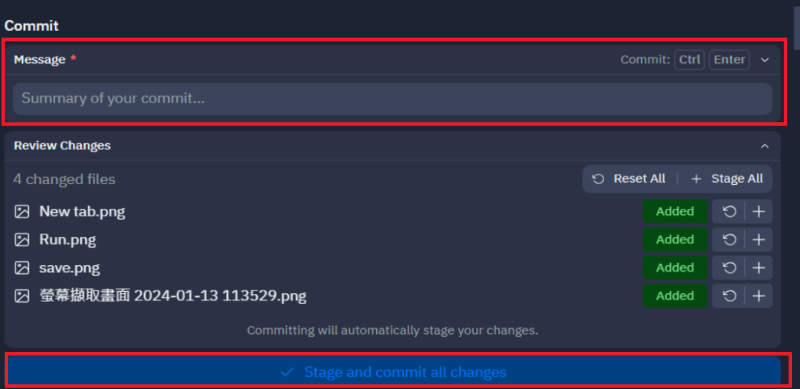 Commit
Message * Commit: Ctrl Enter
Summary of your commit...
Review Changes
4 changed files Reset All + Stage All
New tab.png Added
Run.png Added
save.png Added
螢幕擷取畫面 2024-01-13 113529.png Added
Committing will automatically stage your changes.
Stage and commit all changes